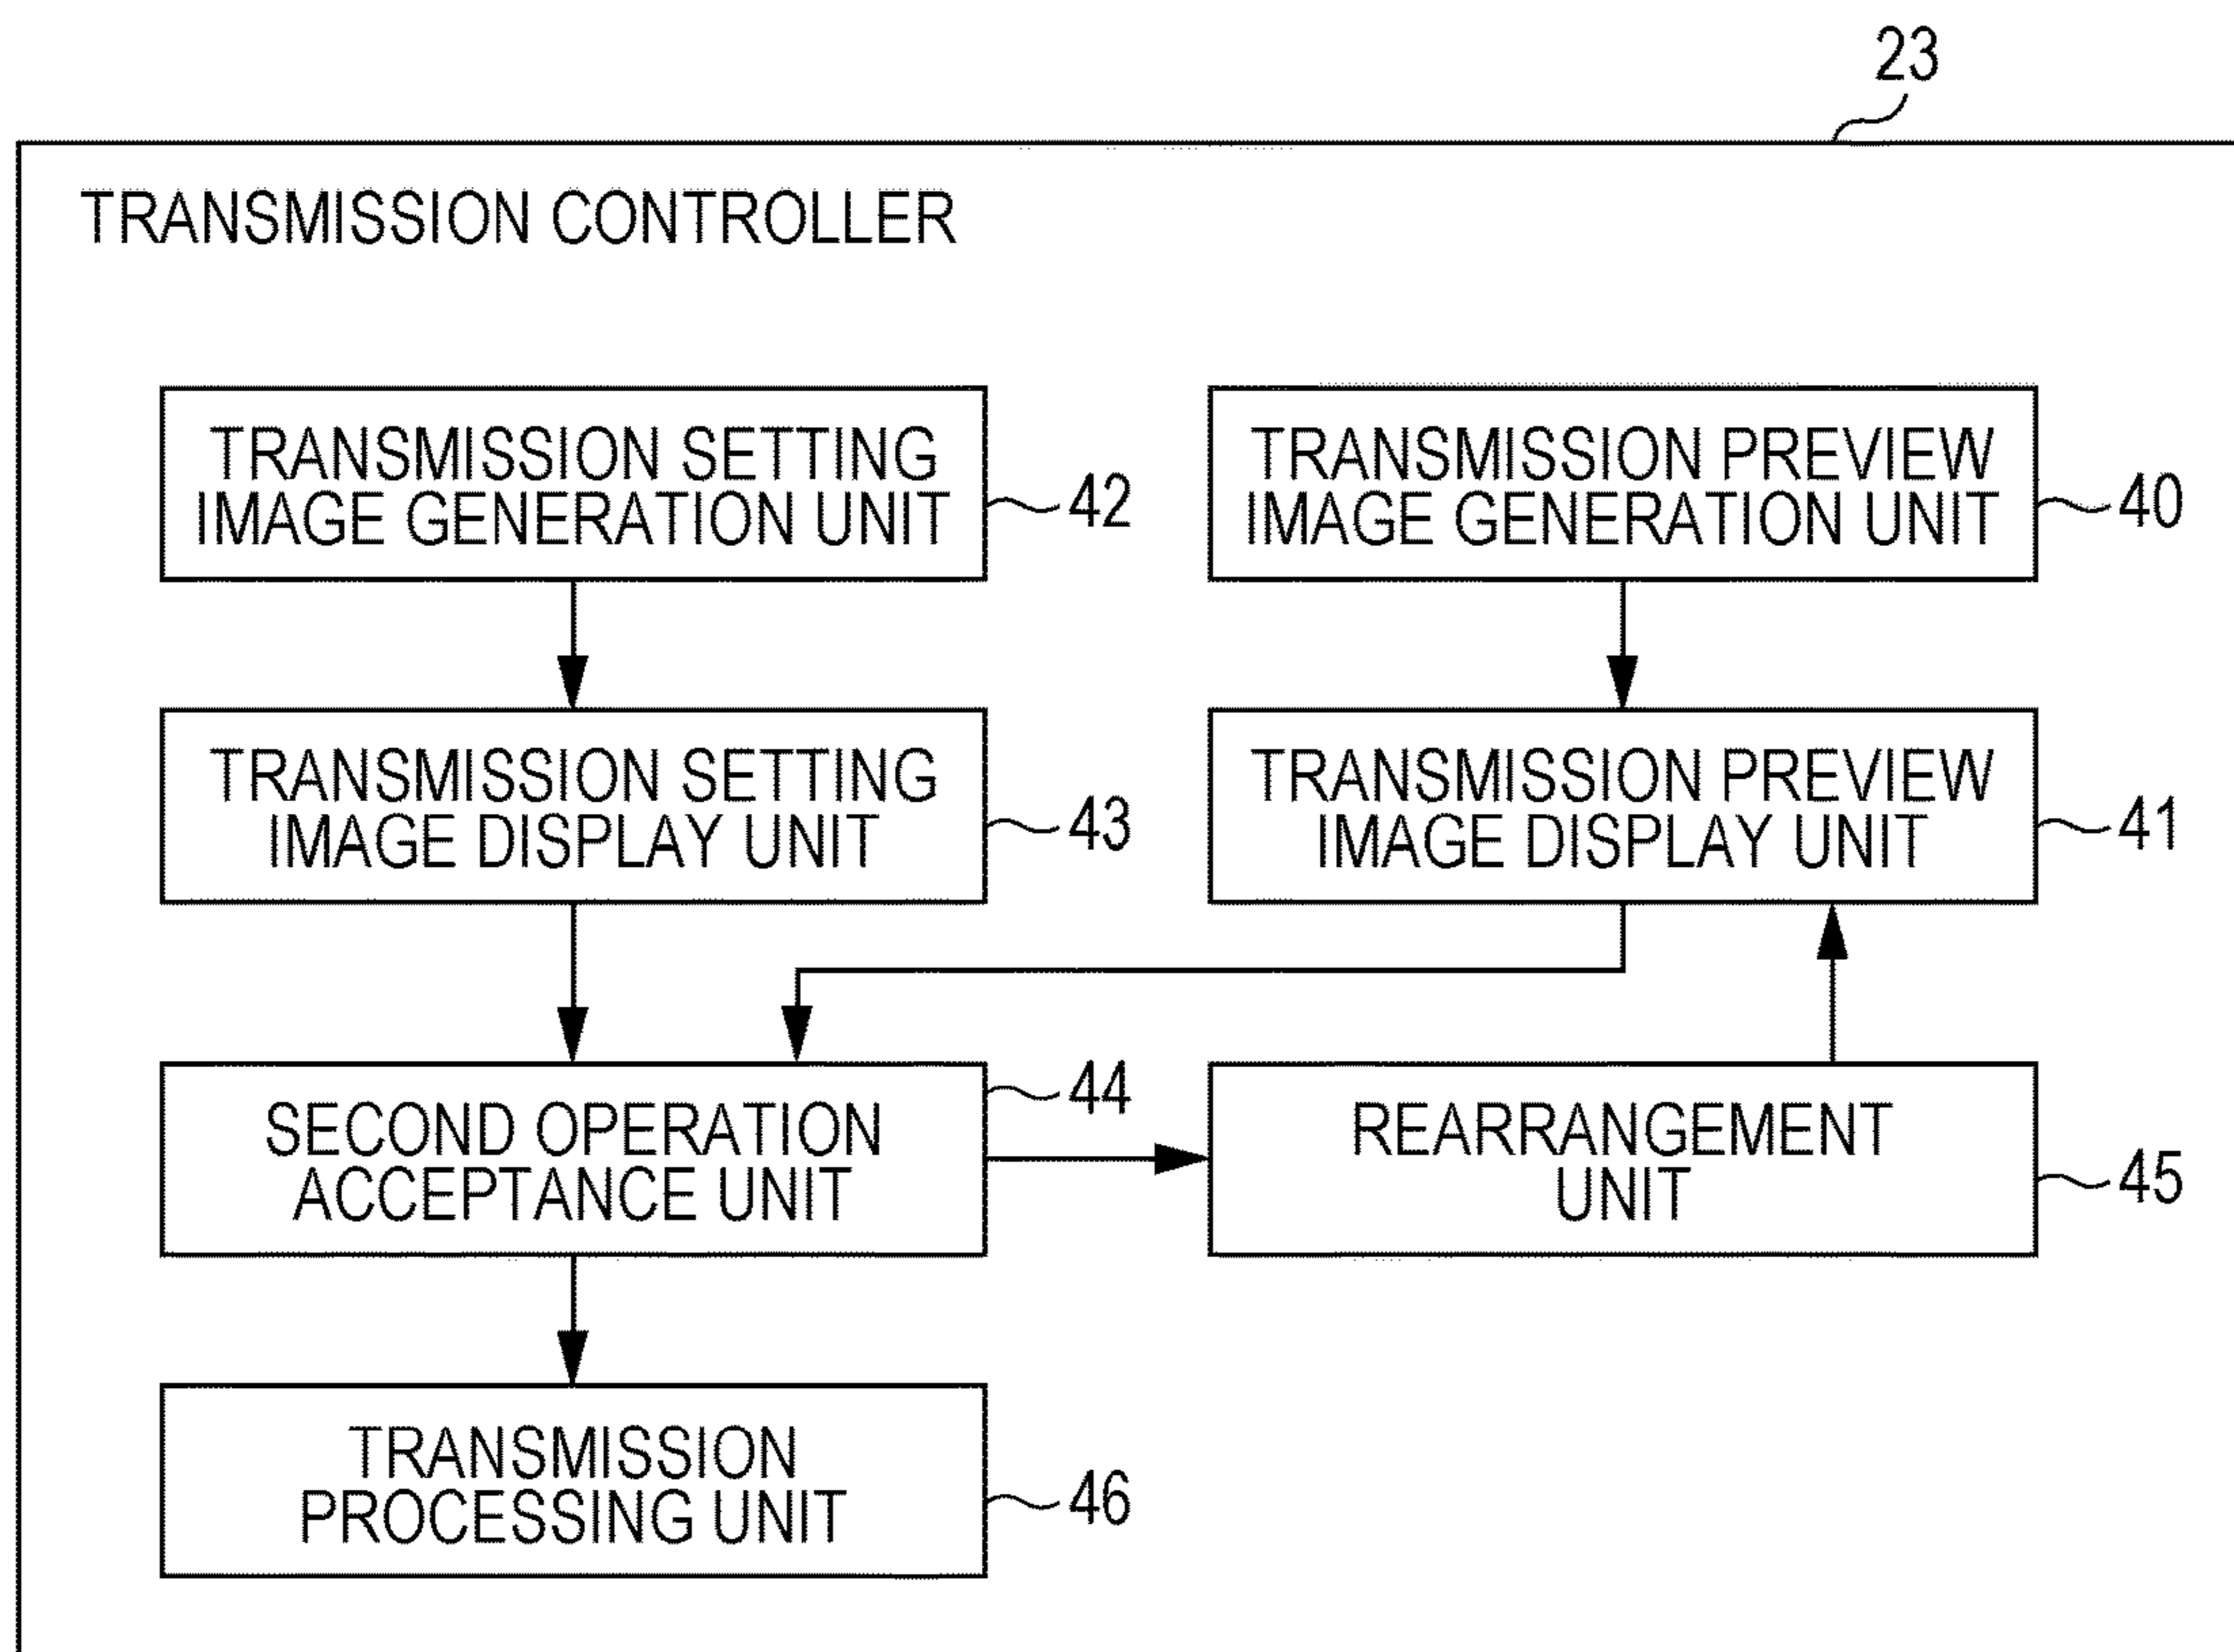 23
TRANSMISSION CONTROLLER
TRANSMISSION SETTING
IMAGE GENERATION UNIT
42
TRANSMISSION PREVIEW
IMAGE GENERATION UNIT
40
TRANSMISSION SETTING
IMAGE DISPLAY UNIT
43
TRANSMISSION PREVIEW
IMAGE DISPLAY UNIT
41
SECOND OPERATION
ACCEPTANCE UNIT
44
REARRANGEMENT
UNIT
45
TRANSMISSION
PROCESSING UNIT
46